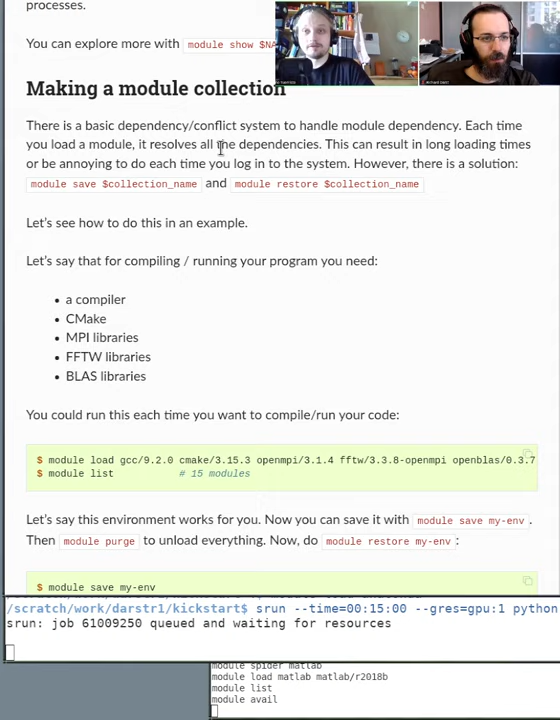 processes.
You can explore more with module show $NA
Making a module collection
There is a basic dependency/conflict system to handle module dependency. Each time
you load a module, it resolves all the dependencies. This can result in long loading times
or be annoying to do each time you log in to the system. However, there is a solution:
module save $collection_name and module restore $collection_name
Let's see how to do this in an example.
Let's say that for compiling / running your program you need:
• a compiler
• CMake
• MPI libraries
• FFTW libraries
• BLAS libraries
You could run this each time you want to compile/run your code:
$ module load gcc/9.2.0 cmake/3.15.3 openmpi/3.1.4 fftw/3.3.8-openmpi openblas/0.3.7
$ module list # 15 modules
Let's say this environment works for you. Now you can save it with module save my-env .
Then module purge to unload everything. Now, do module restore my-env :
$ module save my-env
/scratch/work/darstr1/kickstart$ srun --time=00:15:00 --gres=gpu:1 python
srun: job 61009250 queued and waiting for resources
module spider matlab
module load matlab matlab/r2018b
module list
module avail